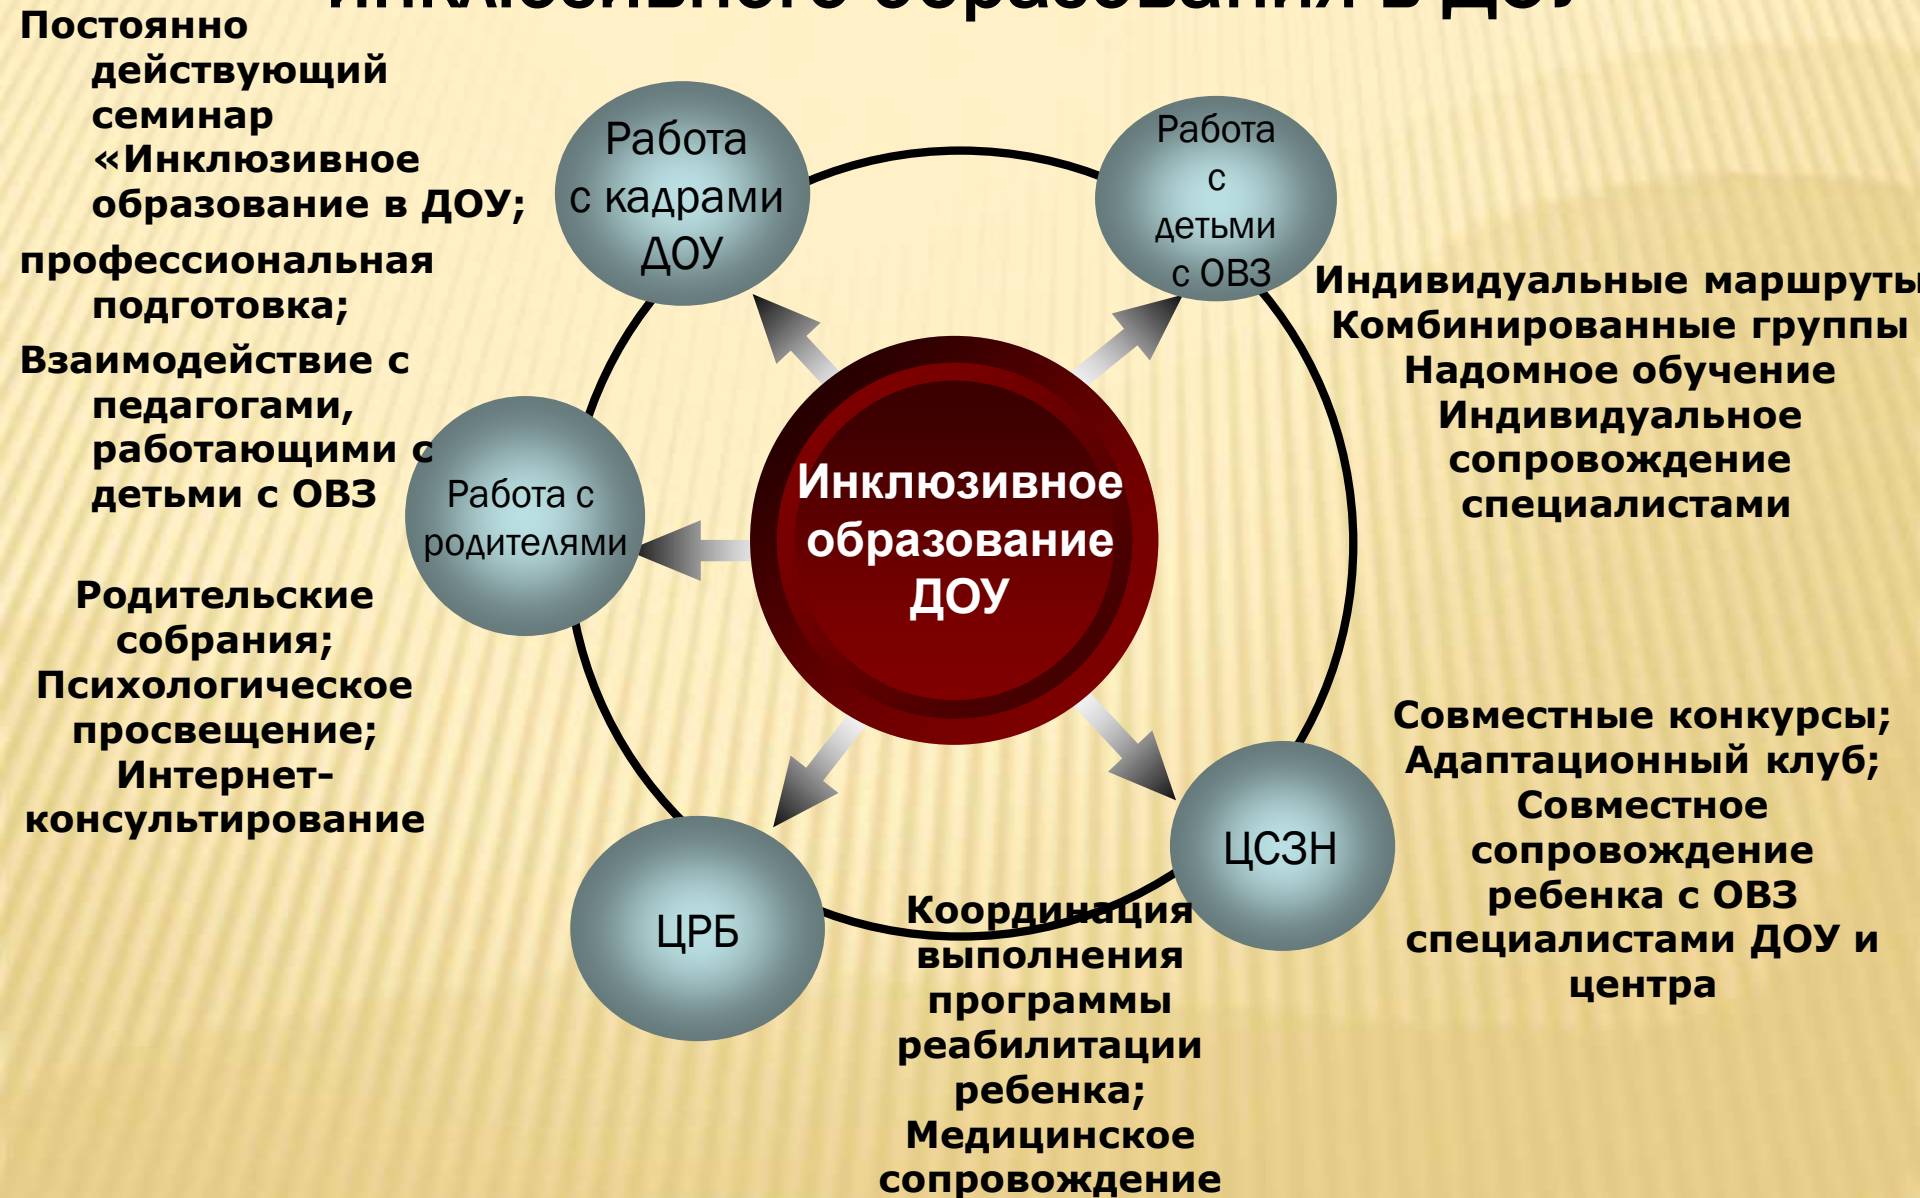 инклюзивного образования в ДОУ
Постоянно
действующий
семинар
«Инклюзивное
образование в ДОУ;
профессиональная
подготовка;
Взаимодействие с
педагогами,
работающими с
детьми с ОВЗ
Работа
с кадрами
ДОУ
Работа
с
детьми
с ОВЗ
Индивидуальные маршруты
Комбинированные группы
Надомное обучение
Индивидуальное
сопровождение
специалистами
Работа с
родителями
Инклюзивное
образование
ДОУ
Родительские
собрания;
Психологическое
просвещение;
Интернет-
консультирование
ЦРБ
Координация
выполнения
программы
реабилитации
ребенка;
Медицинское
сопровождение
ЦСЗН
Совместные конкурсы;
Адаптационный клуб;
Совместное
сопровождение
ребенка с ОВЗ
специалистами ДОУ и
центра